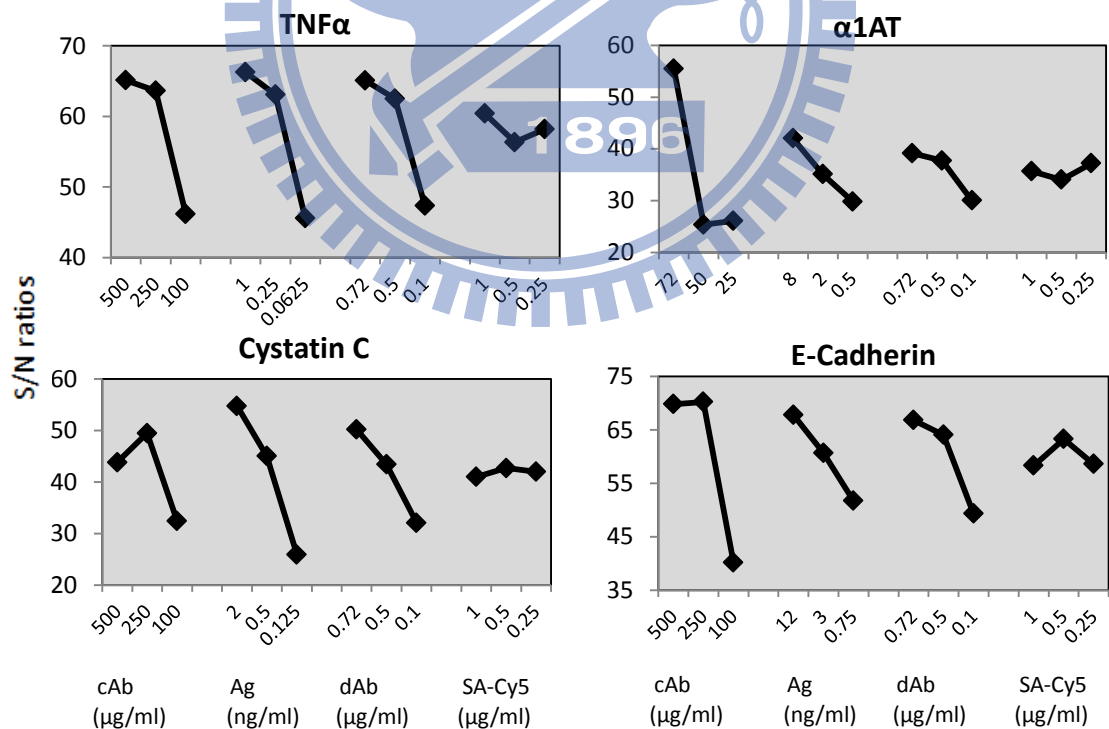 TNFα
70
60
50
40
500 250 100 1 0.25 0.0625 0.72 0.5 0.1 1 0.5 0.25
α1AT
60
50
40
30
20
72 50 25 8 2 0.5 0.72 0.5 0.1 1 0.5 0.25
1896
S/N ratios
Cystatin C
60
50
40
30
20
500 250 100 2 0.5 0.125 0.72 0.5 0.1 1 0.5 0.25
cAb Ag dAb SA-Cy5
(µg/ml) (ng/ml) (µg/ml) (µg/ml)
E-Cadherin
75
65
55
45
35
500 250 100 12 3 0.75 0.72 0.5 0.1 1 0.5 0.25
cAb Ag dAb SA-Cy5
(µg/ml) (ng/ml) (µg/ml) (µg/ml)